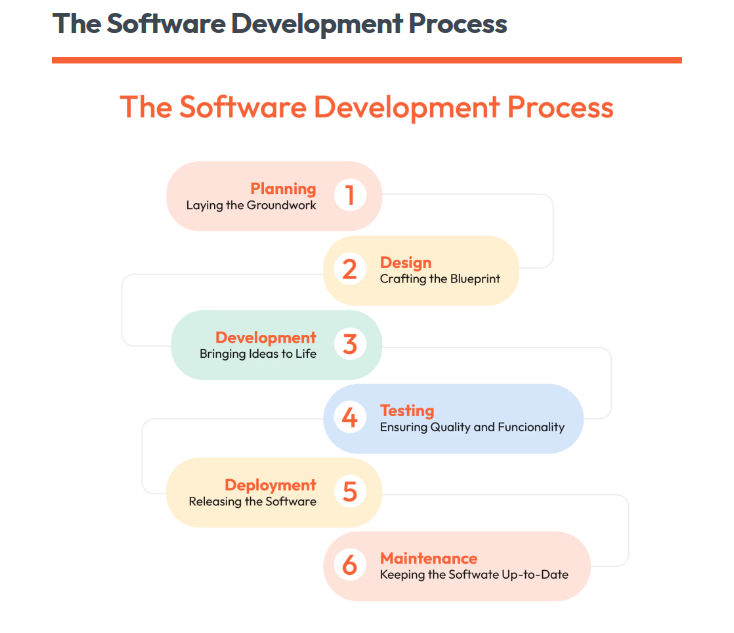 The Software Development Process
The Software Development Process
Planning
Laying the Groundwork
1
2
Design
Crafting the Blueprint
Development
Bringing Ideas to Life
3
4
Testing
Ensuring Quality and Funcionality
Deployment
Releasing the Software
5
6
Maintenance
Keeping the Softwate Up-to-Date